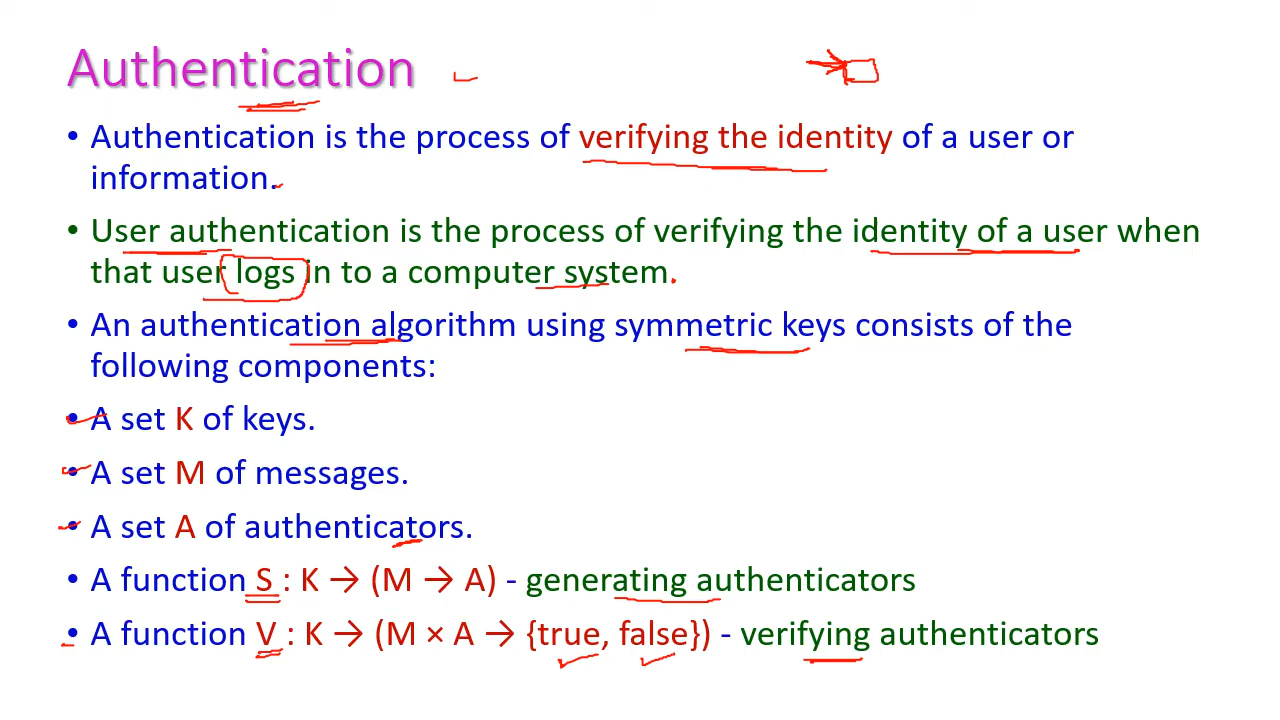 Authentication
• Authentication is the process of verifying the identity of a user or
information.
• User authentication is the process of verifying the identity of a user when
that user logs in to a computer system.
• An authentication algorithm using symmetric keys consists of the
following components:
• A set K of keys.
• A set M of messages.
• A set A of authenticators.
• A function S : K → (M → A) - generating authenticators
• A function V : K → (M × A → {true, false}) - verifying authenticators